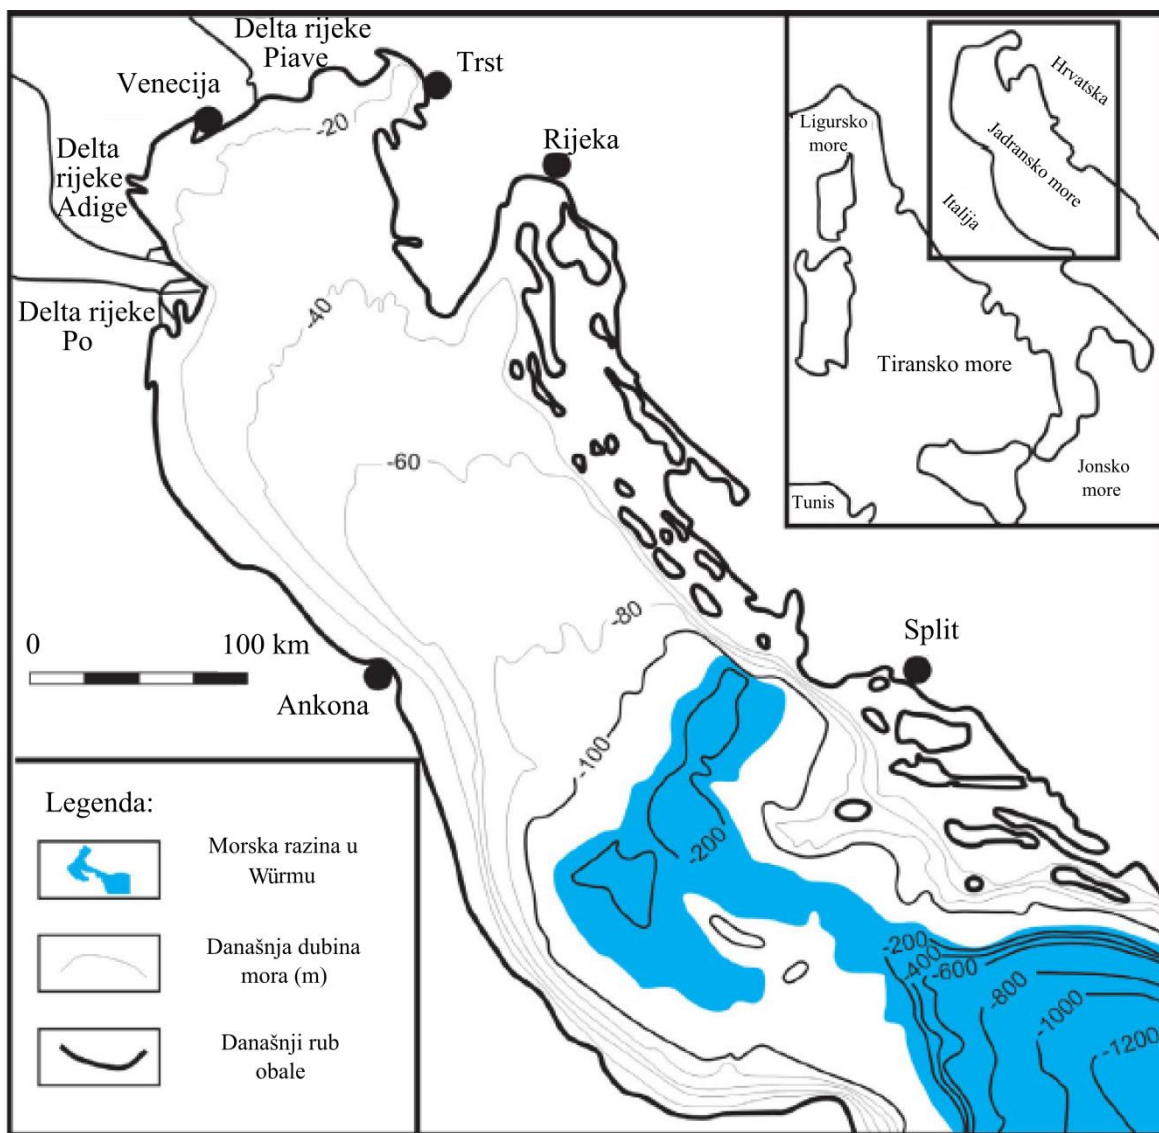 Delta rijeke
Piave
Venecija
Trst
Delta
rijeke
Adige
Rijeka
Delta rijeke
Po
-20
-40
-60
-80
-100
-200
-200
-400
-600
-800
-1000
-1200
0
100 km
Ankona
Split
Ligursko
more
Hrvatska
Jadransko more
Italija
Tiransko more
Jonsko
more
Tunis
Legenda:
Morska razina u
Würmu
Današnja dubina
mora (m)
Današnji rub
obale